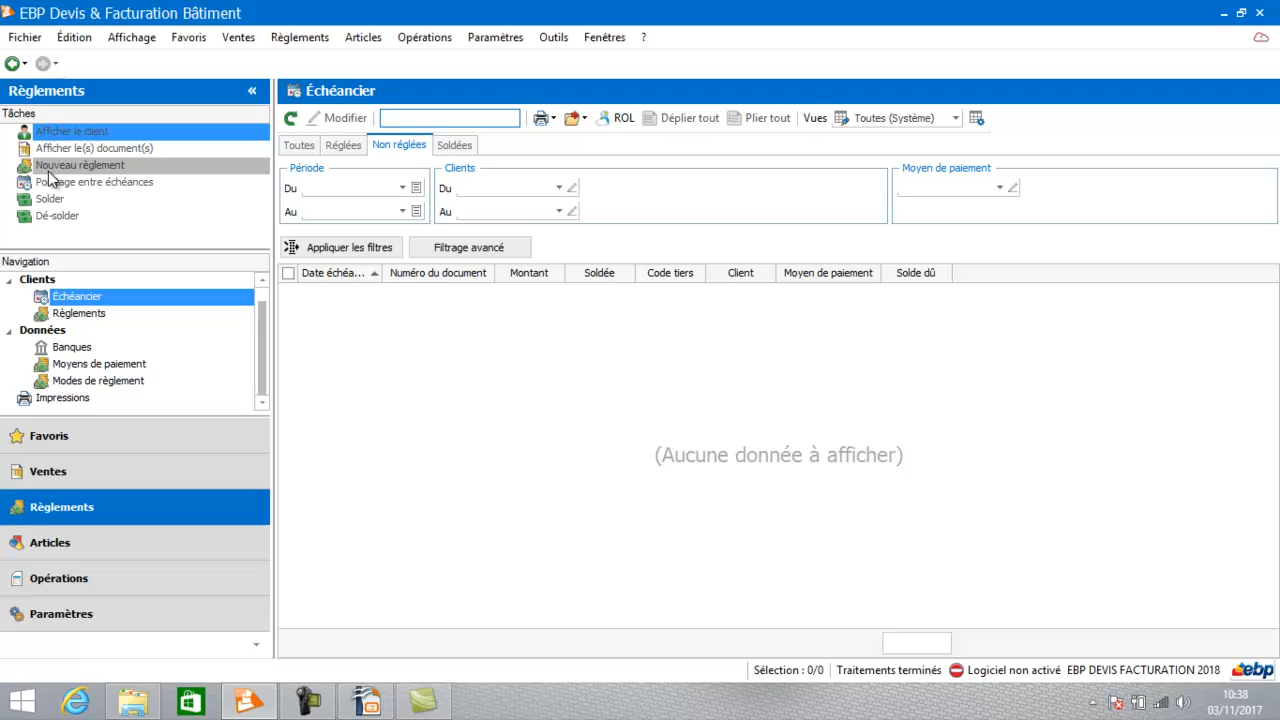 EBP Devis & Facturation Bâtiment
Fichier Édition Affichage Favoris Ventes Règlements Articles Opérations Paramètres Outils Fenêtres ?
Règlements «
Tâches
Afficher le client
Afficher le(s) document(s)
Nouveau règlement
Pointage entre échéances
Solder
Dé-solder
Navigation
Clients
Échéancier
Règlements
Données
Banques
Moyens de paiement
Modes de règlement
Impressions
Favoris
Ventes
Règlements
Articles
Opérations
Paramètres
Échéancier
Modifier ROL Déplier tout Plier tout Vues Toutes (Système)
Toutes Réglées Non réglées Soldées
Période Clients Moyen de paiement
Du Du
Au Au
Appliquer les filtres Filtrage avancé
Date échéa... Numéro du document Montant Soldée Code tiers Client Moyen de paiement Solde dû
(Aucune donnée à afficher)
Sélection : 0/0 Traitements terminés Logiciel non activé EBP DEVIS FACTURATION 2018 ebp
10:38
03/11/2017